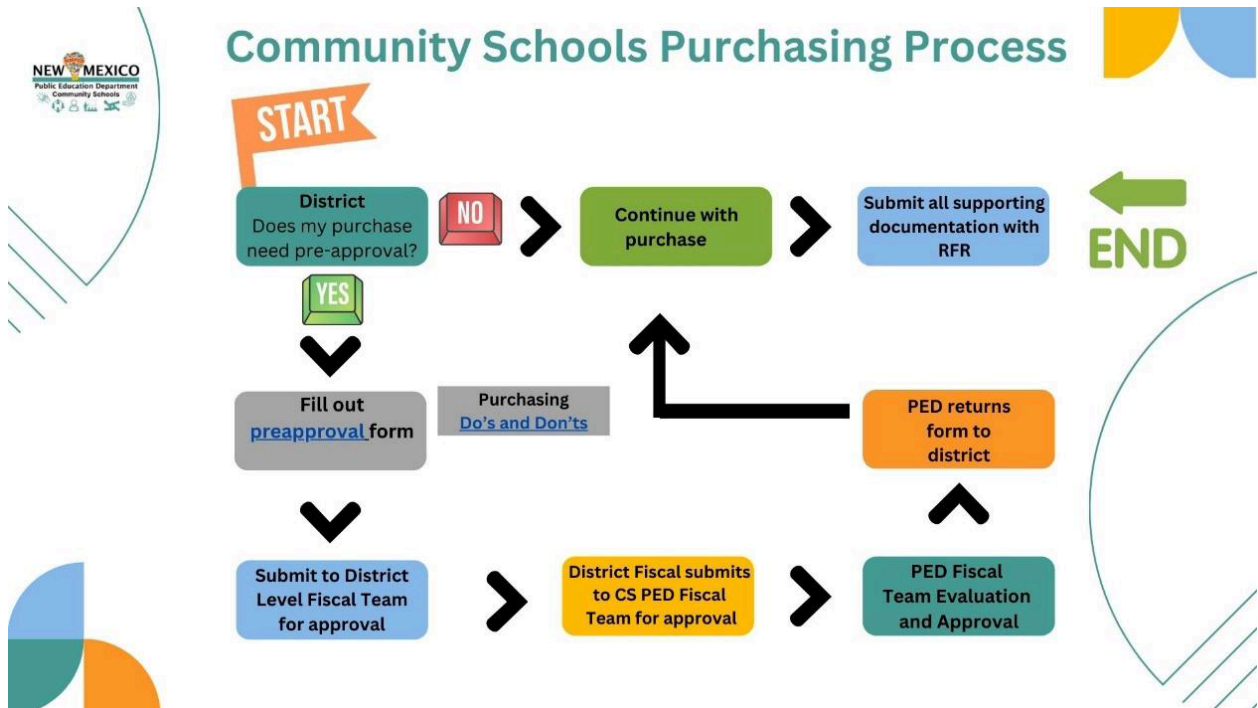 Community Schools Purchasing Process
NEW MEXICO
Public Education Department
Community Schools
START
District
Does my purchase
need pre-approval?
NO
Continue with
purchase
Submit all supporting
documentation with
RFR
END
YES
Fill out
preapproval form
Purchasing
Do's and Don'ts
PED returns
form to
district
Submit to District
Level Fiscal Team
for approval
District Fiscal submits
to CS PED Fiscal
Team for approval
PED Fiscal
Team Evaluation
and Approval